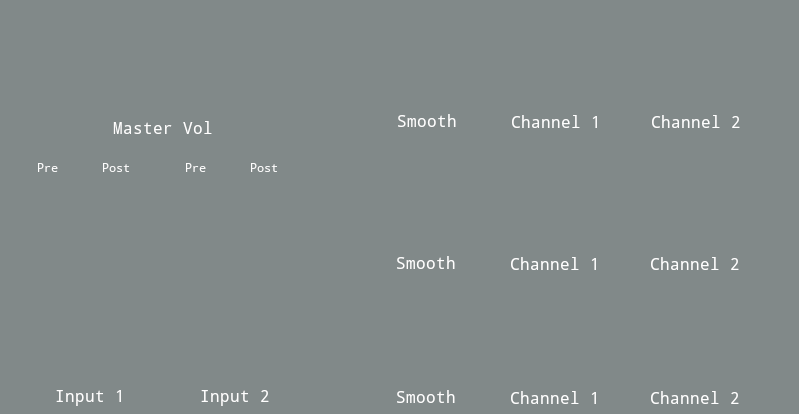 Master Vol
Pre Post Pre Post
Input 1 Input 2
Smooth Channel 1 Channel 2
Smooth Channel 1 Channel 2
Smooth Channel 1 Channel 2